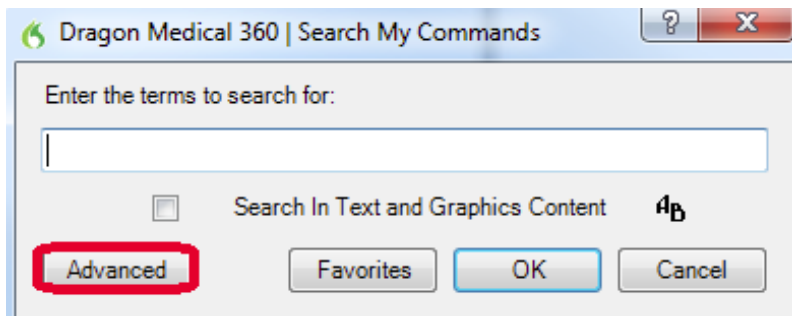 Dragon Medical 360 | Search My Commands
?
X
Enter the terms to search for:
Search In Text and Graphics Content
AB
Advanced
Favorites
OK
Cancel